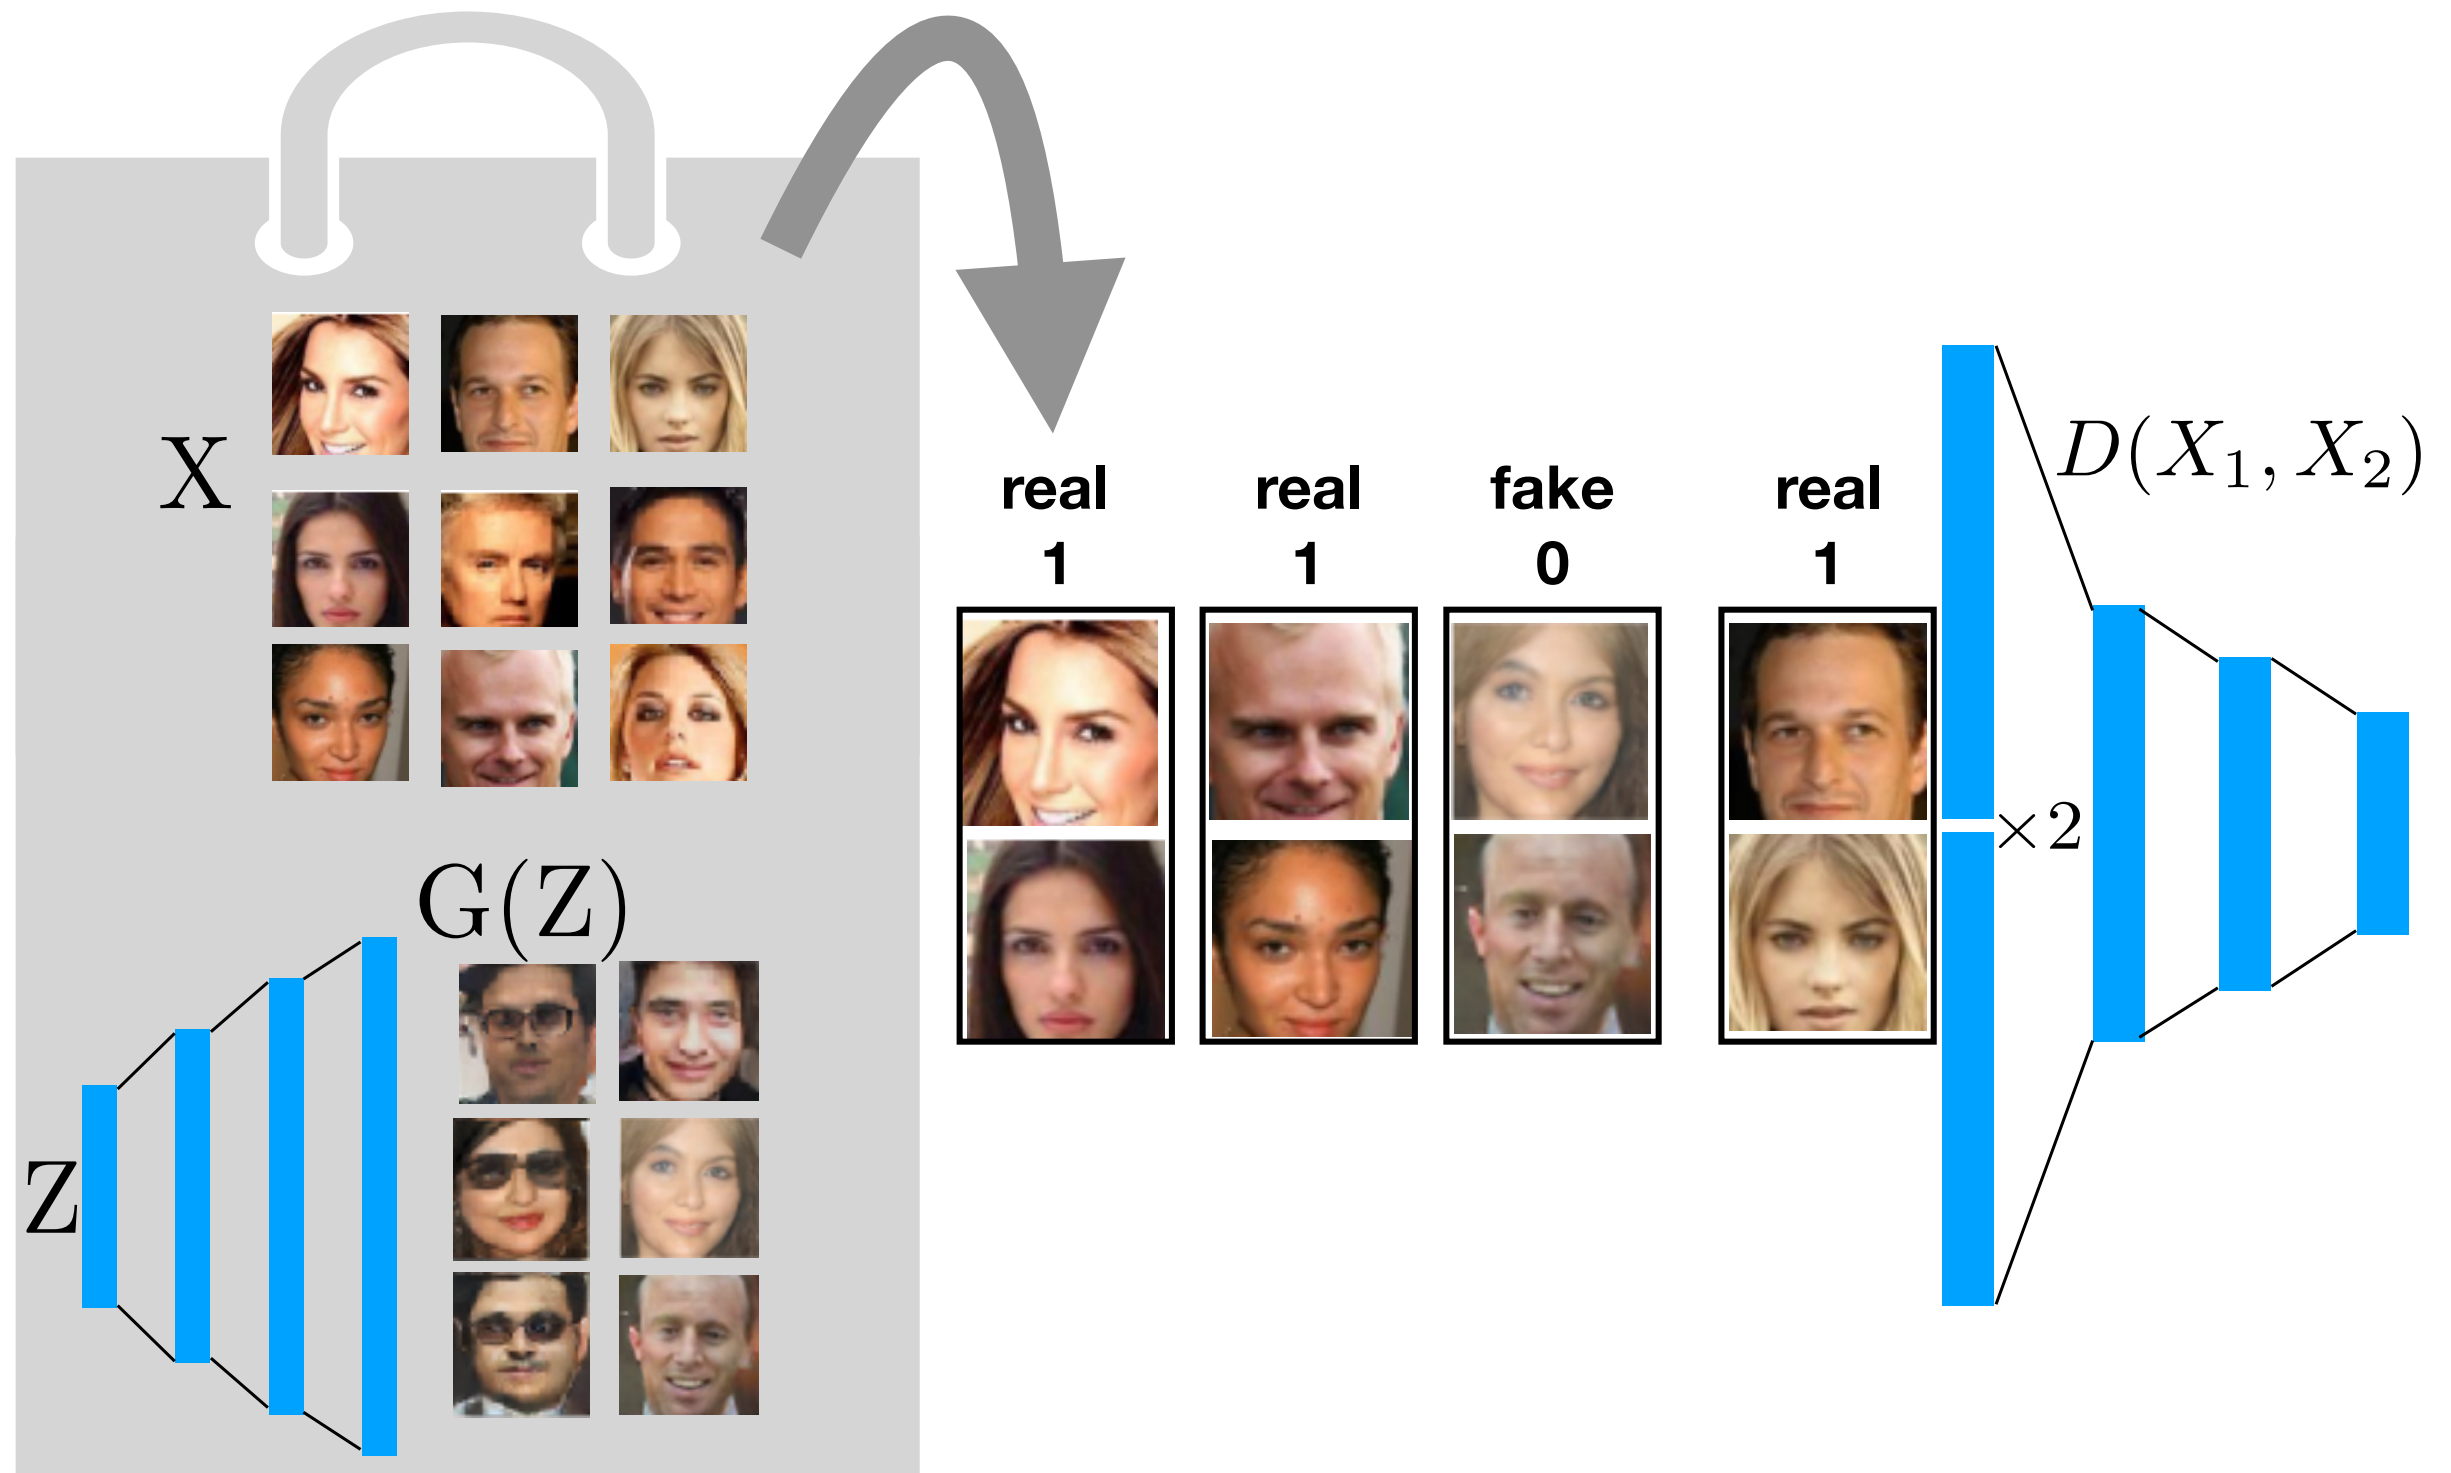 X
G(Z)
Z
real real fake real
1 1 0 1
D(X₁, X₂)
×2